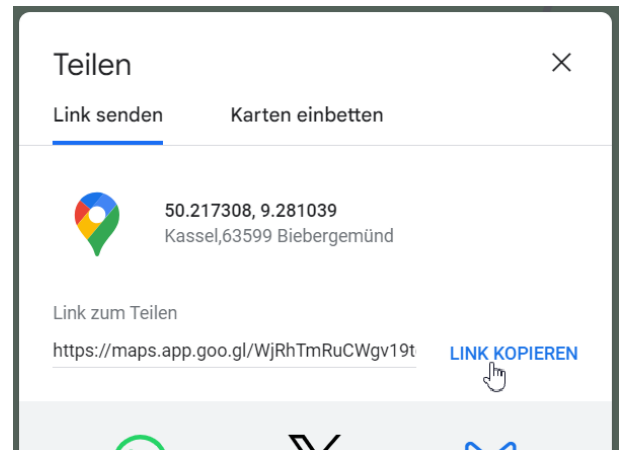 Teilen
Link senden Karten einbetten
50.217308, 9.281039
Kassel,63599 Biebergemünd
Link zum Teilen
https://maps.app.goo.gl/WjRhTmRuCWgv19t
LINK KOPIEREN